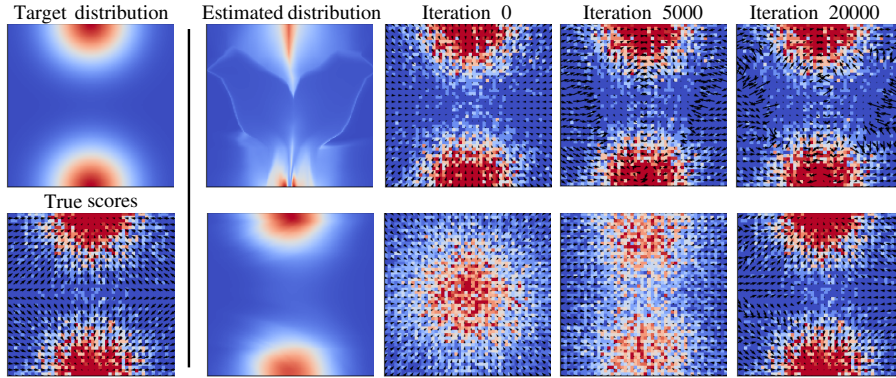 Target distribution
Estimated distribution
Iteration 0
Iteration 5000
Iteration 20000
True scores